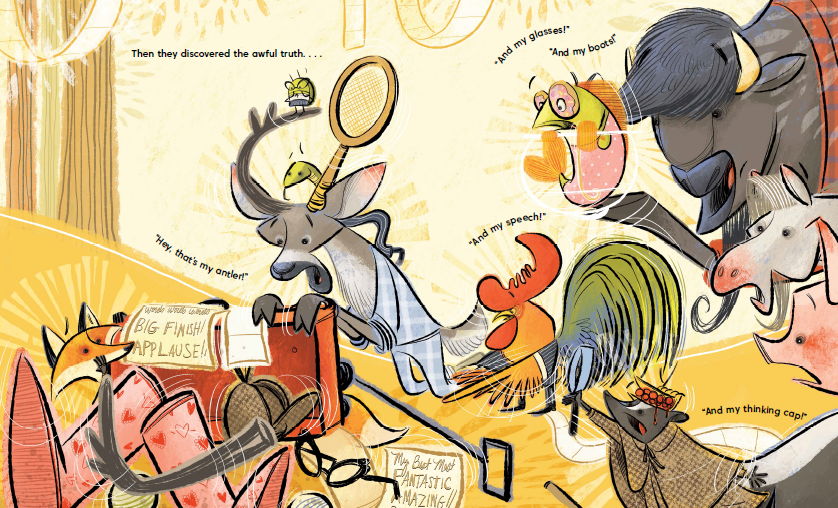 Then they discovered the awful truth. . . .
"And my glasses!"
"And my boots!"
"And my speech!"
"Hey, that's my antler!"
words words words
BIG FINISH!
APPLAUSE!!
"And my thinking cap!"
My Best Most
FANTASTIC
AMAZING!!